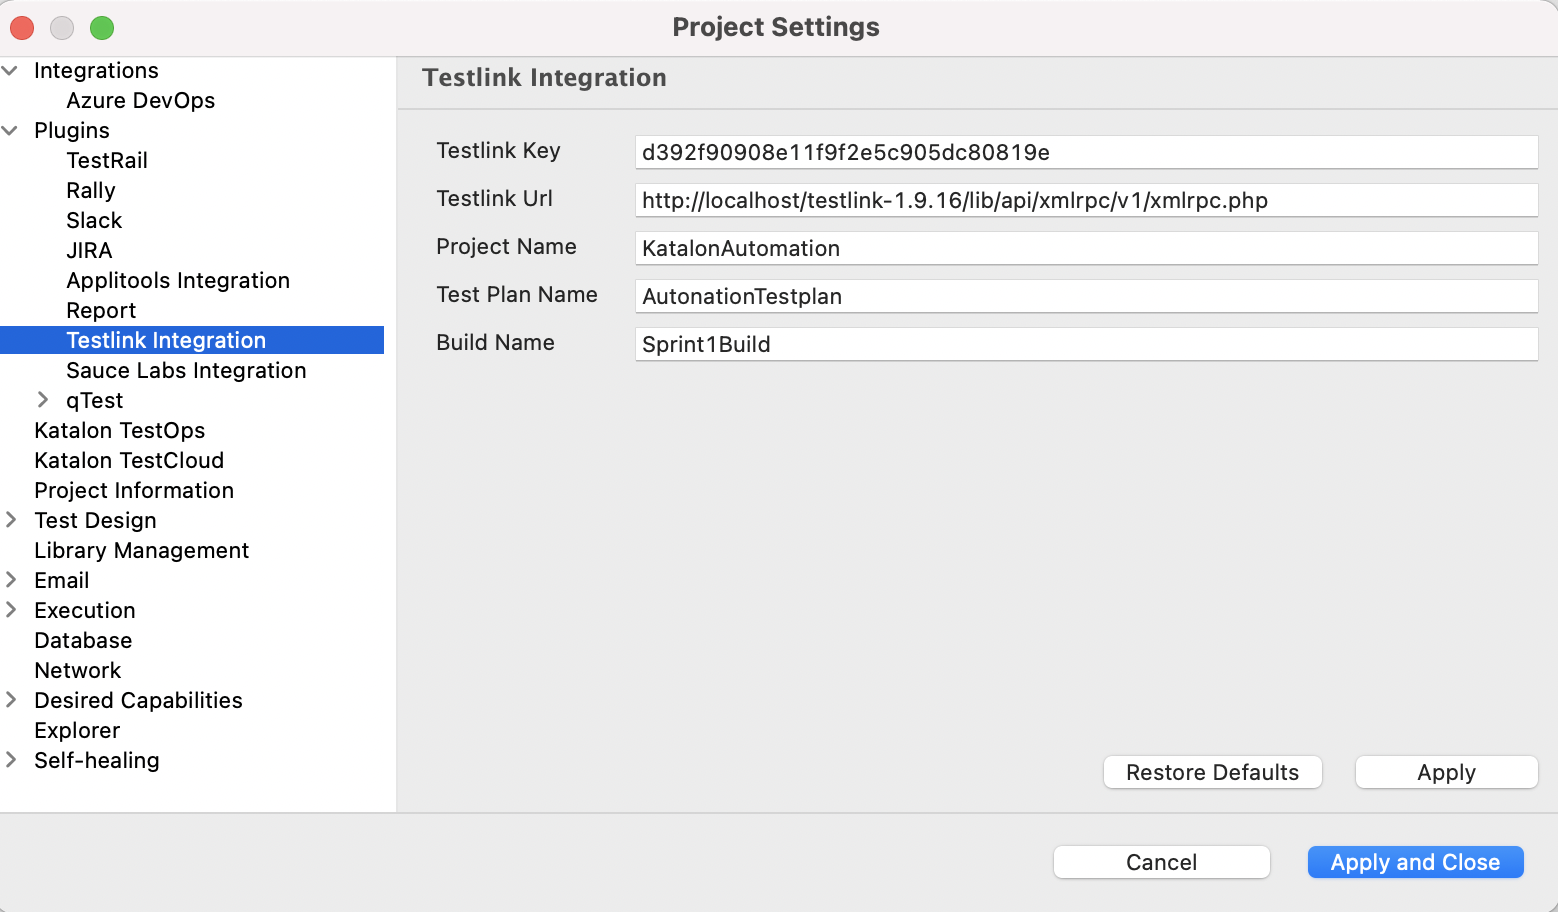 Project Settings
Integrations
Azure DevOps
Plugins
TestRail
Rally
Slack
JIRA
Applitools Integration
Report
Testlink Integration
Sauce Labs Integration
qTest
Katalon TestOps
Katalon TestCloud
Project Information
Test Design
Library Management
Email
Execution
Database
Network
Desired Capabilities
Explorer
Self-healing
Testlink Integration
Testlink Key d392f90908e11f9f2e5c905dc80819e
Testlink Url http://localhost/testlink-1.9.16/lib/api/xmlrpc/v1/xmlrpc.php
Project Name KatalonAutomation
Test Plan Name AutonationTestplan
Build Name Sprint1Build
Restore Defaults Apply
Cancel Apply and Close